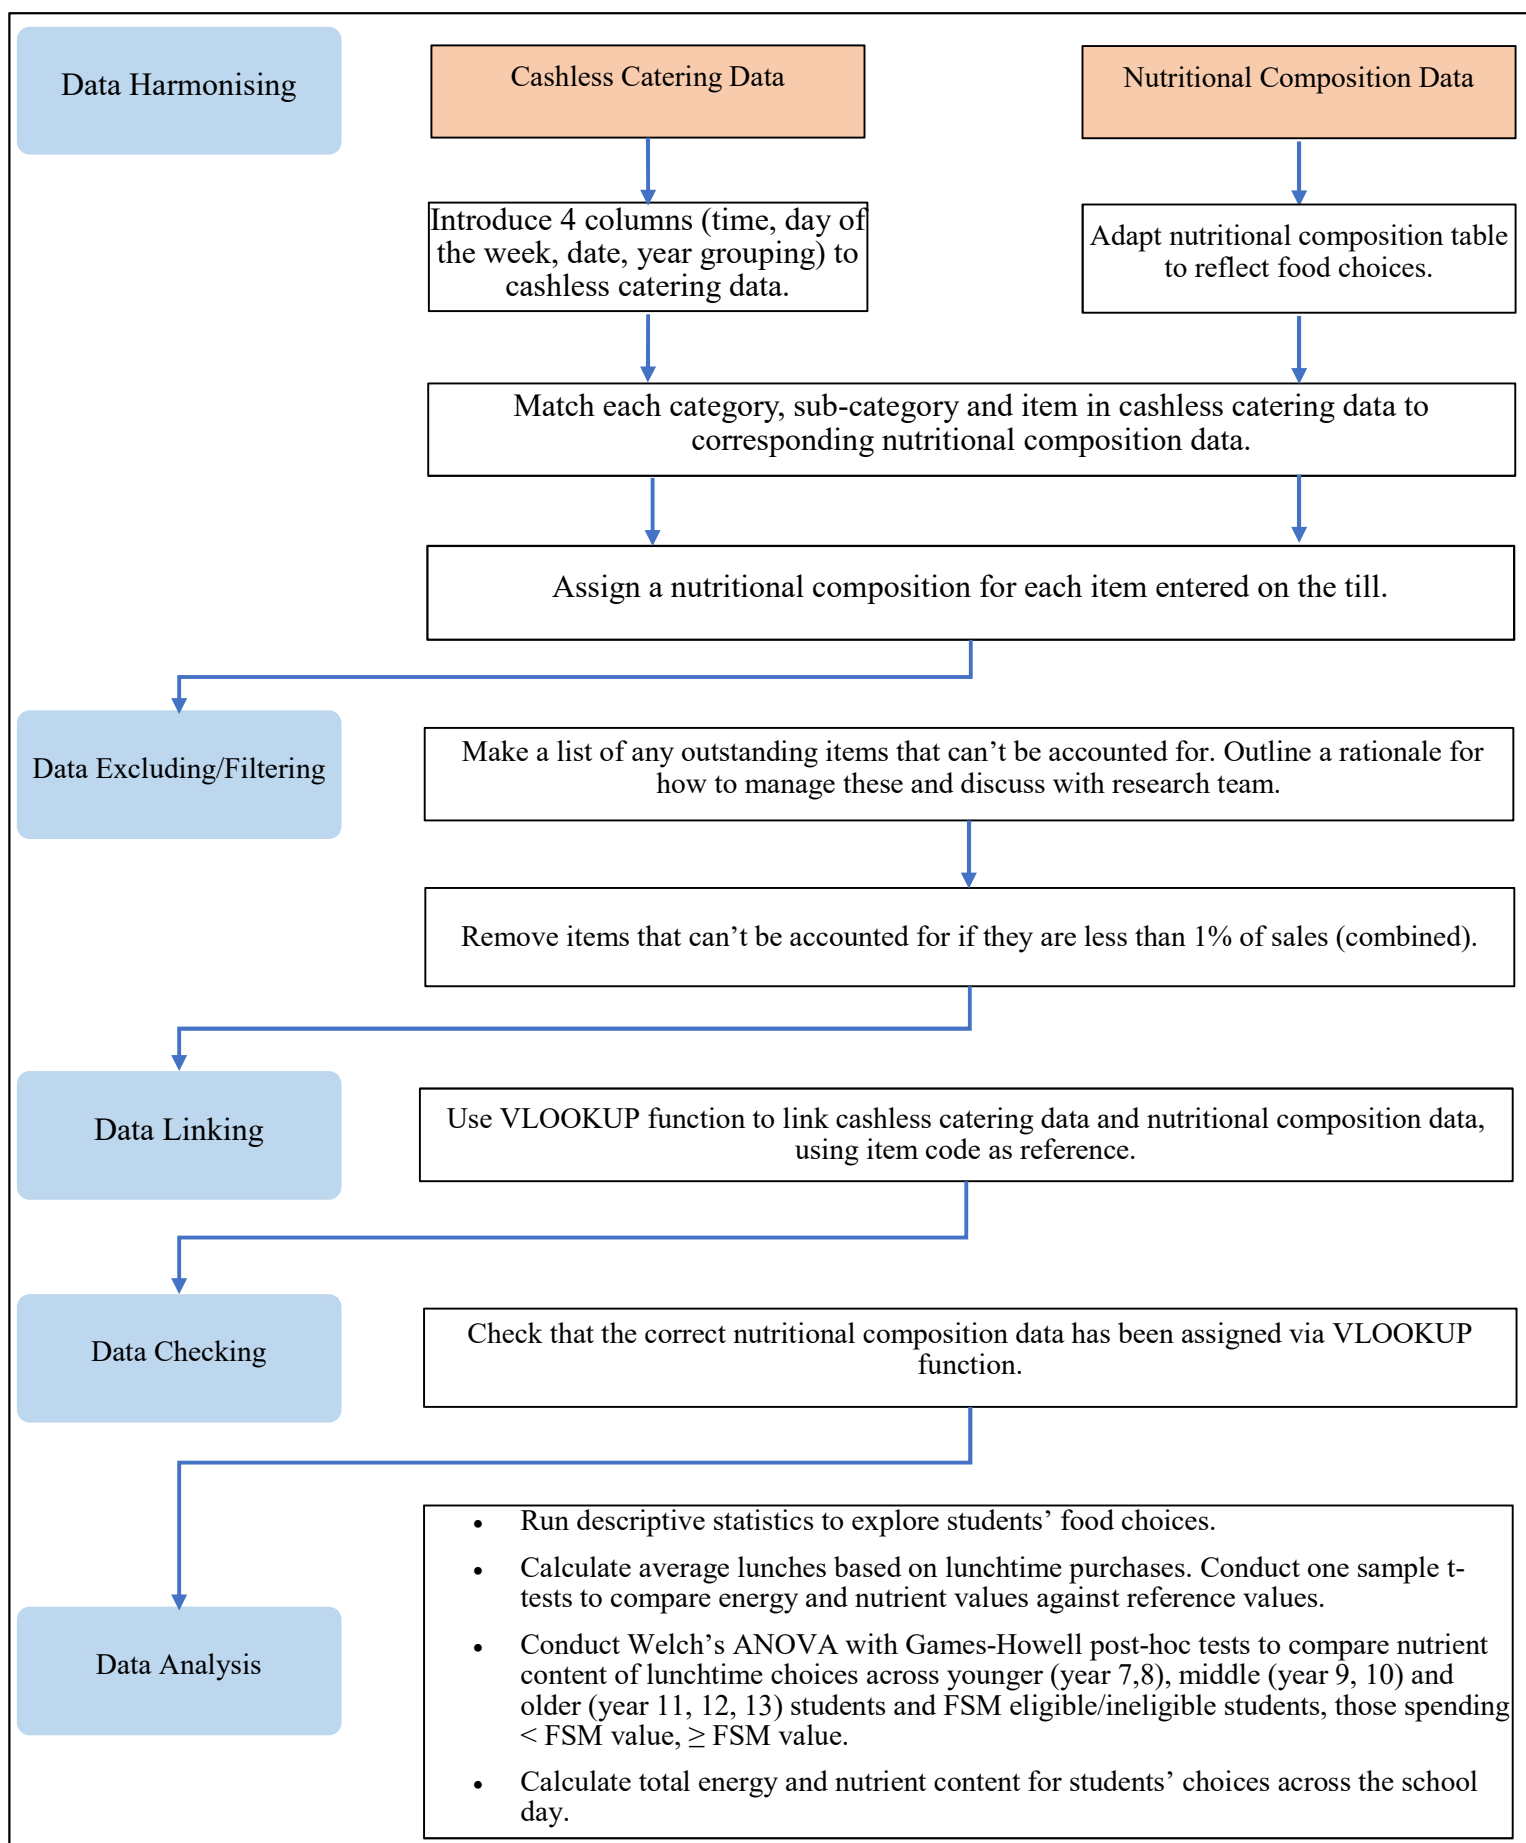 Data Harmonising
Cashless Catering Data
Nutritional Composition Data
Introduce 4 columns (time, day of
the week, date, year grouping) to
cashless catering data.
Adapt nutritional composition table
to reflect food choices.
Match each category, sub-category and item in cashless catering data to
corresponding nutritional composition data.
Assign a nutritional composition for each item entered on the till.
Data Excluding/Filtering
Make a list of any outstanding items that can’t be accounted for. Outline a rationale for
how to manage these and discuss with research team.
Remove items that can’t be accounted for if they are less than 1% of sales (combined).
Data Linking
Use VLOOKUP function to link cashless catering data and nutritional composition data,
using item code as reference.
Data Checking
Check that the correct nutritional composition data has been assigned via VLOOKUP
function.
Data Analysis
• Run descriptive statistics to explore students’ food choices.
• Calculate average lunches based on lunchtime purchases. Conduct one sample t-
tests to compare energy and nutrient values against reference values.
• Conduct Welch’s ANOVA with Games-Howell post-hoc tests to compare nutrient
content of lunchtime choices across younger (year 7,8), middle (year 9, 10) and
older (year 11, 12, 13) students and FSM eligible/ineligible students, those spending
< FSM value, ≥ FSM value.
• Calculate total energy and nutrient content for students’ choices across the school
day.